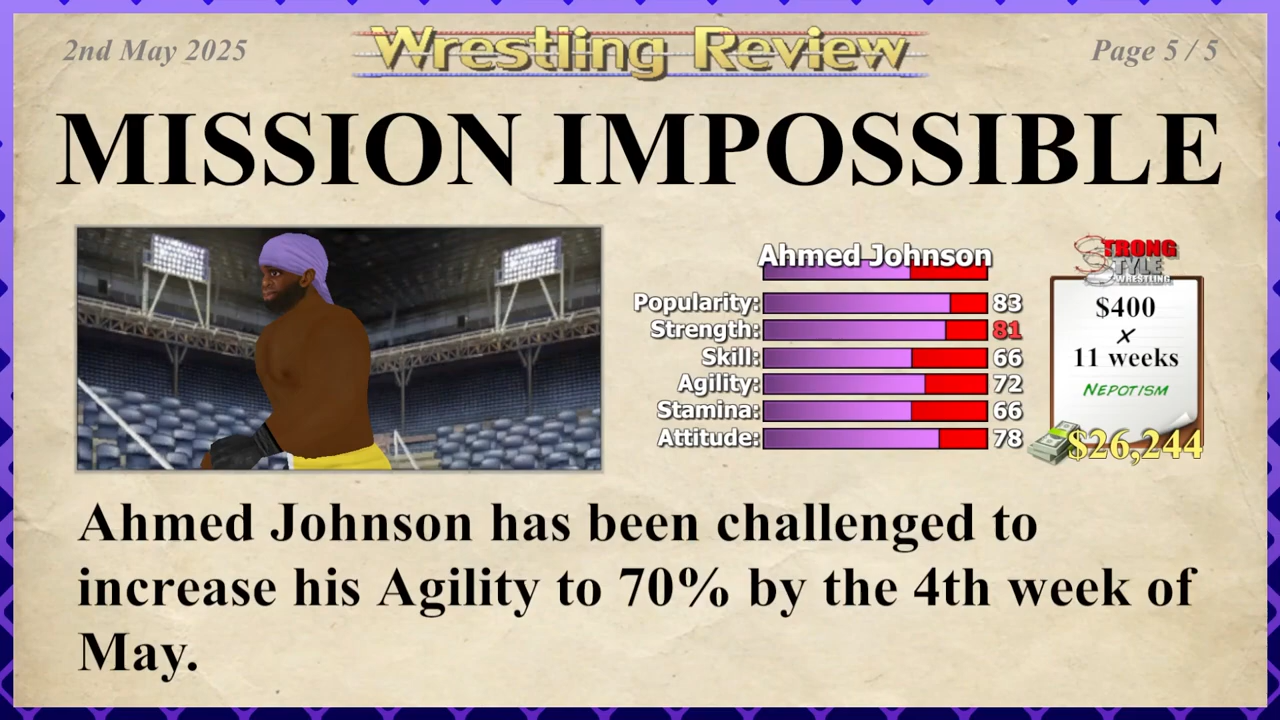 2nd May 2025
Wrestling Review
Page 5 / 5
MISSION IMPOSSIBLE
Ahmed Johnson
Popularity: 83
Strength: 81
Skill: 66
Agility: 72
Stamina: 66
Attitude: 78
STRONG
STYLE
WRESTLING
$400
x
11 weeks
NEPOTISM
$26,244
Ahmed Johnson has been challenged to
increase his Agility to 70% by the 4th week of
May.